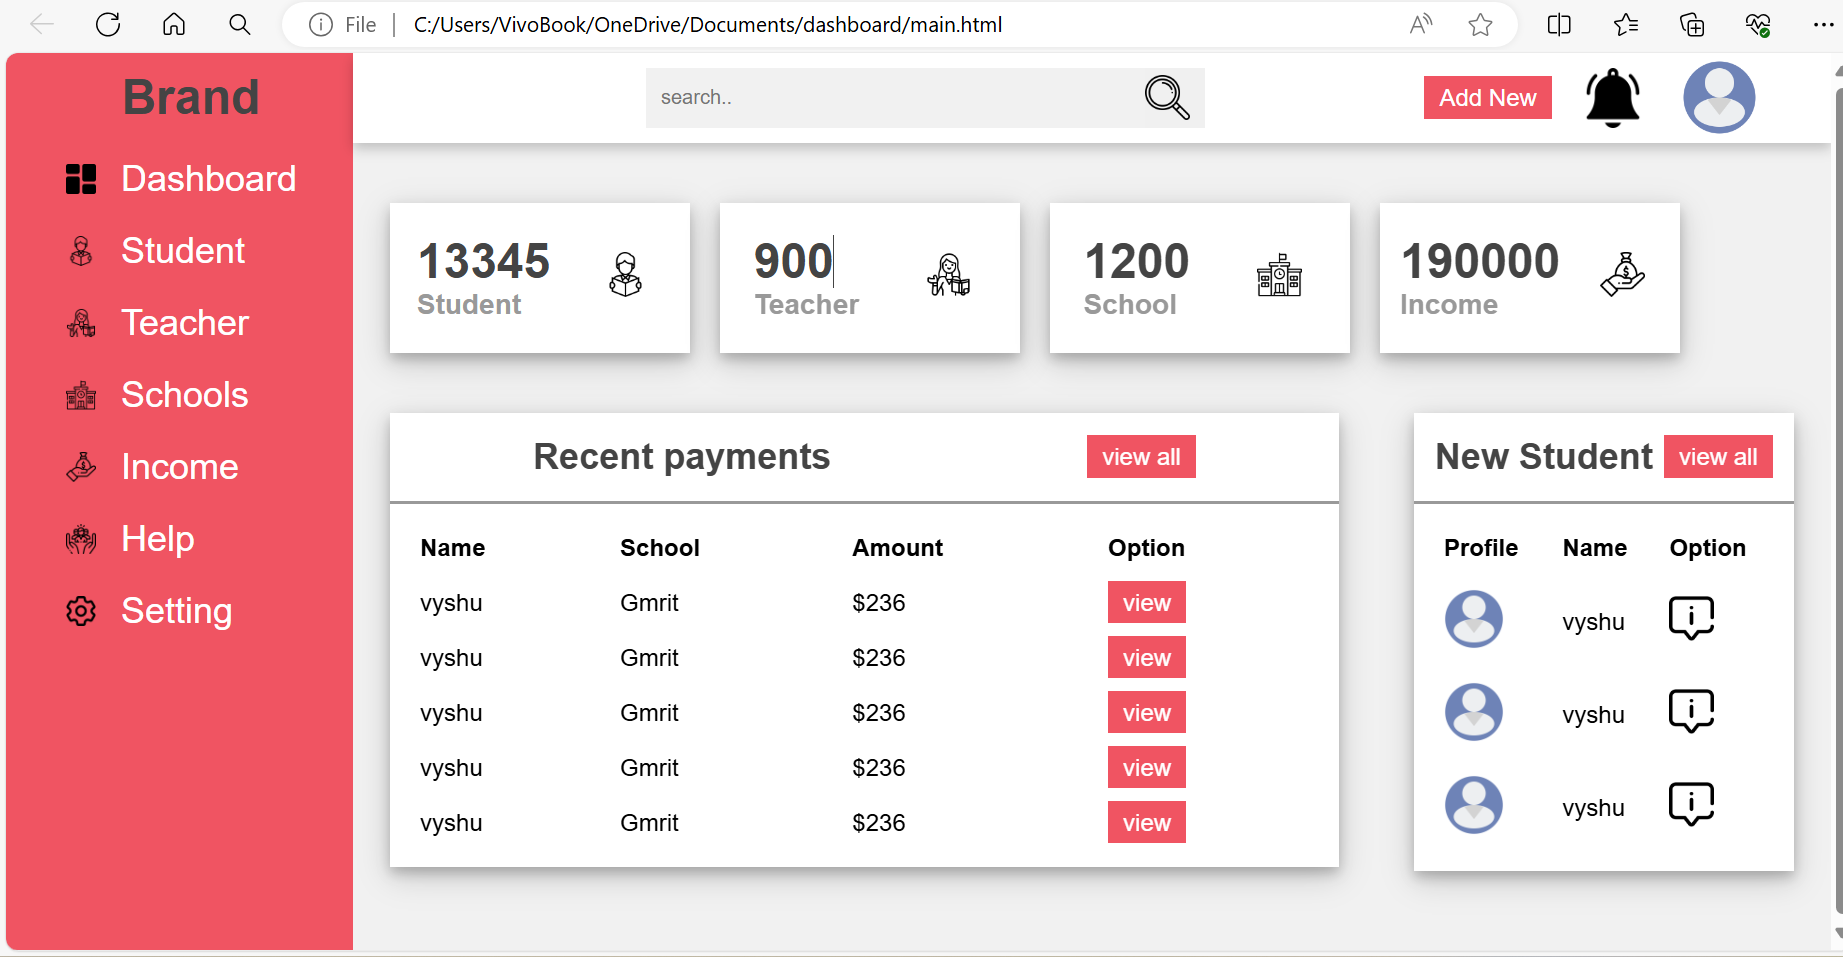 File C:/Users/VivoBook/OneDrive/Documents/dashboard/main.html
Brand
search..
Add New
Dashboard
Student
Teacher
Schools
Income
Help
Setting
13345
Student
900
Teacher
1200
School
190000
Income
Recent payments view all
Name School Amount Option
vyshu Gmrit $236 view
vyshu Gmrit $236 view
vyshu Gmrit $236 view
vyshu Gmrit $236 view
vyshu Gmrit $236 view
New Student view all
Profile Name Option
vyshu
vyshu
vyshu